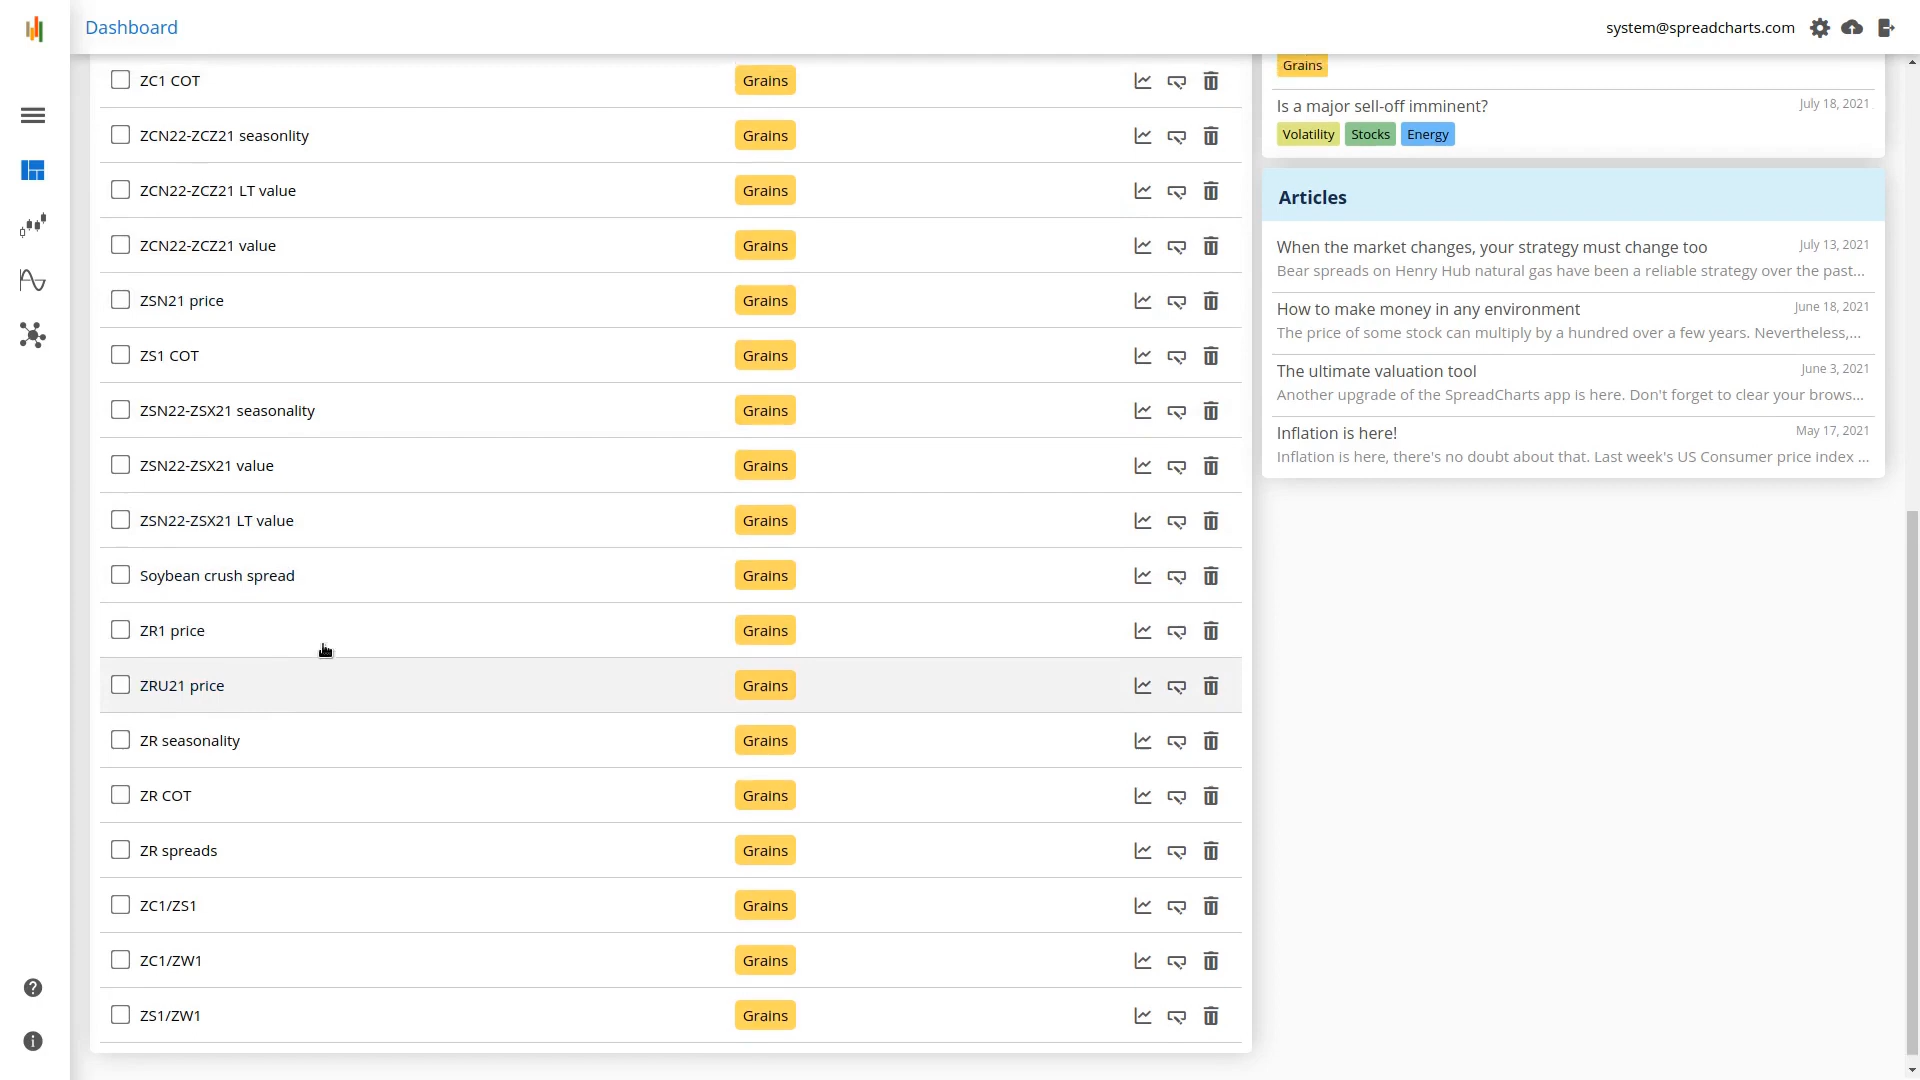 Dashboard
system@spreadcharts.com
ZC1 COT Grains
ZCN22-ZCZ21 seasonlity Grains
ZCN22-ZCZ21 LT value Grains
ZCN22-ZCZ21 value Grains
ZSN21 price Grains
ZS1 COT Grains
ZSN22-ZSX21 seasonality Grains
ZSN22-ZSX21 value Grains
ZSN22-ZSX21 LT value Grains
Soybean crush spread Grains
ZR1 price Grains
ZRU21 price Grains
ZR seasonality Grains
ZR COT Grains
ZR spreads Grains
ZC1/ZS1 Grains
ZC1/ZW1 Grains
ZS1/ZW1 Grains
Grains
Is a major sell-off imminent? July 18, 2021
Volatility Stocks Energy
Articles
When the market changes, your strategy must change too July 13, 2021
Bear spreads on Henry Hub natural gas have been a reliable strategy over the past...
How to make money in any environment June 18, 2021
The price of some stock can multiply by a hundred over a few years. Nevertheless,...
The ultimate valuation tool June 3, 2021
Another upgrade of the SpreadCharts app is here. Don't forget to clear your brows...
Inflation is here! May 17, 2021
Inflation is here, there's no doubt about that. Last week's US Consumer price index ...